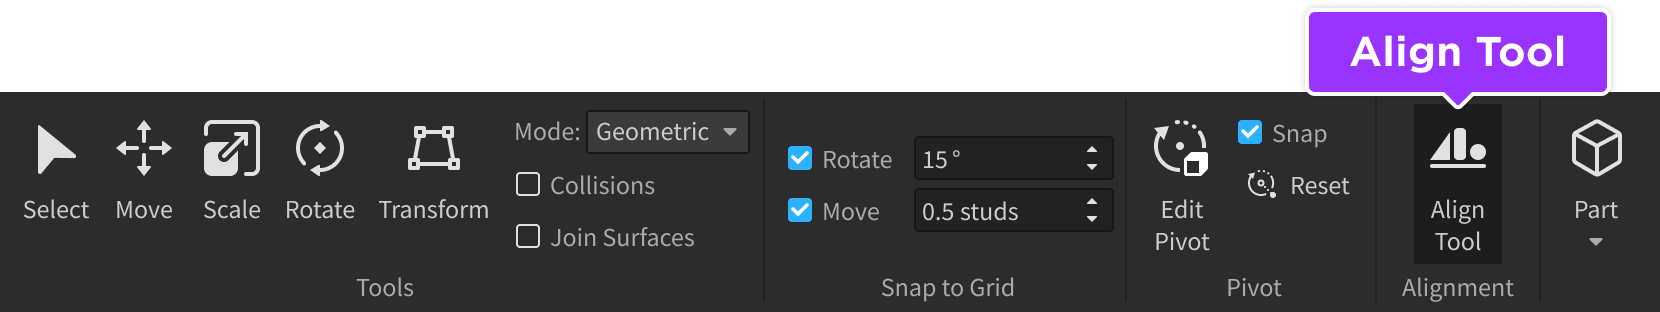 Align Tool
Select
Move
Scale
Rotate
Transform
Mode: Geometric
Collisions
Join Surfaces
Tools
Rotate 15°
Move 0.5 studs
Snap to Grid
Edit
Pivot
Snap
Reset
Pivot
Align
Tool
Alignment
Part